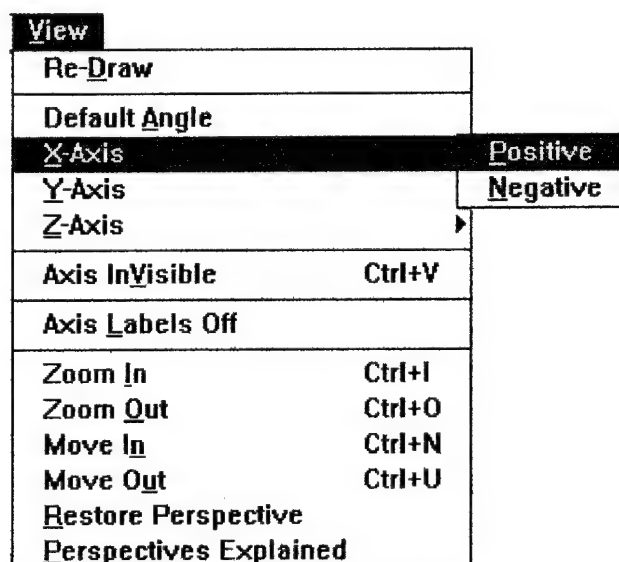 View
Re-Draw
Default Angle
X-Axis
Positive
Y-Axis
Negative
Z-Axis
Axis InVisible Ctrl+V
Axis Labels Off
Zoom In Ctrl+I
Zoom Out Ctrl+O
Move In Ctrl+N
Move Out Ctrl+U
Restore Perspective
Perspectives Explained